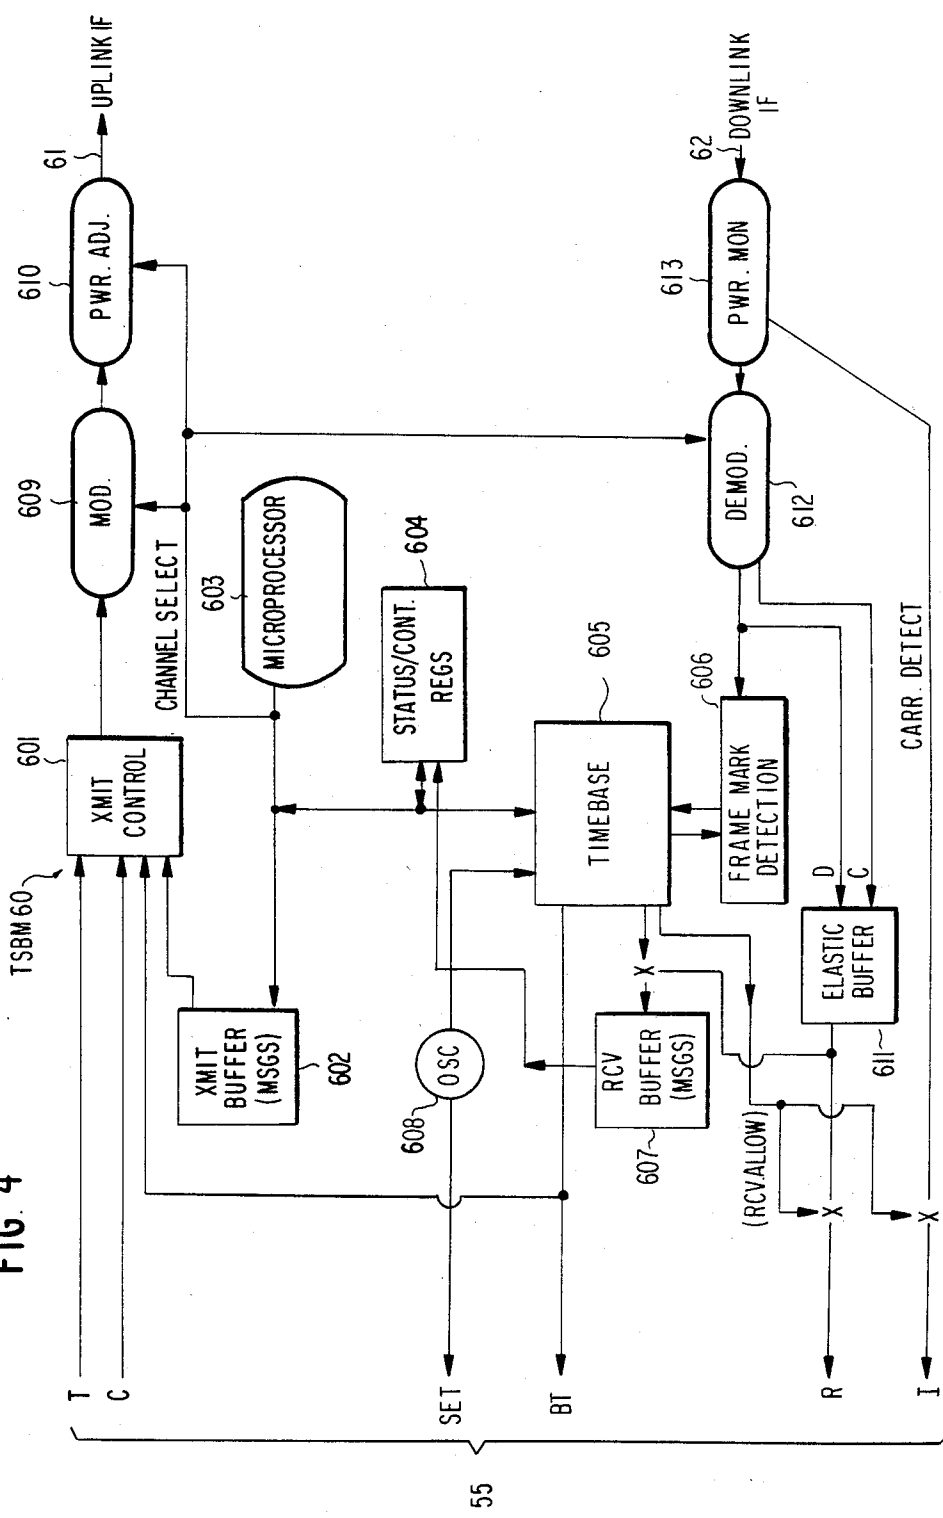 FIG. 4
TSBM 60
55
T
C
SET
BT
R
I
601
XMIT
CONTROL
609
MOD.
610
PWR. ADJ.
61
UPLINK IF
CHANNEL SELECT
XMIT
BUFFER
(MSGS)
602
603
MICROPROCESSOR
604
STATUS/CONT.
REGS
608
OSC
605
TIMEBASE
606
FRAME MARK
DETECTION
607
RCV
BUFFER
(MSGS)
X
(RCV.ALLOW)
X
X
611
ELASTIC
BUFFER
D
C
DEMOD.
612
613
PWR. MON
62
DOWNLINK
IF
CARR. DETECT